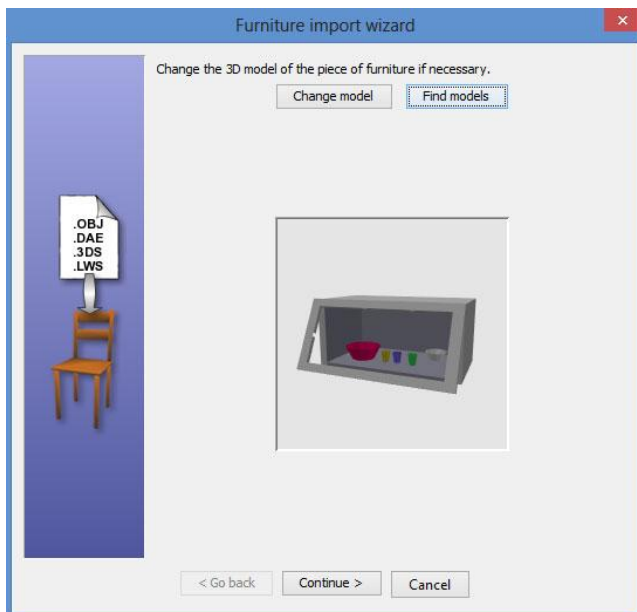 Furniture import wizard
Change the 3D model of the piece of furniture if necessary.
Change model
Find models
.OBJ
.DAE
.3DS
.LWS
< Go back
Continue >
Cancel